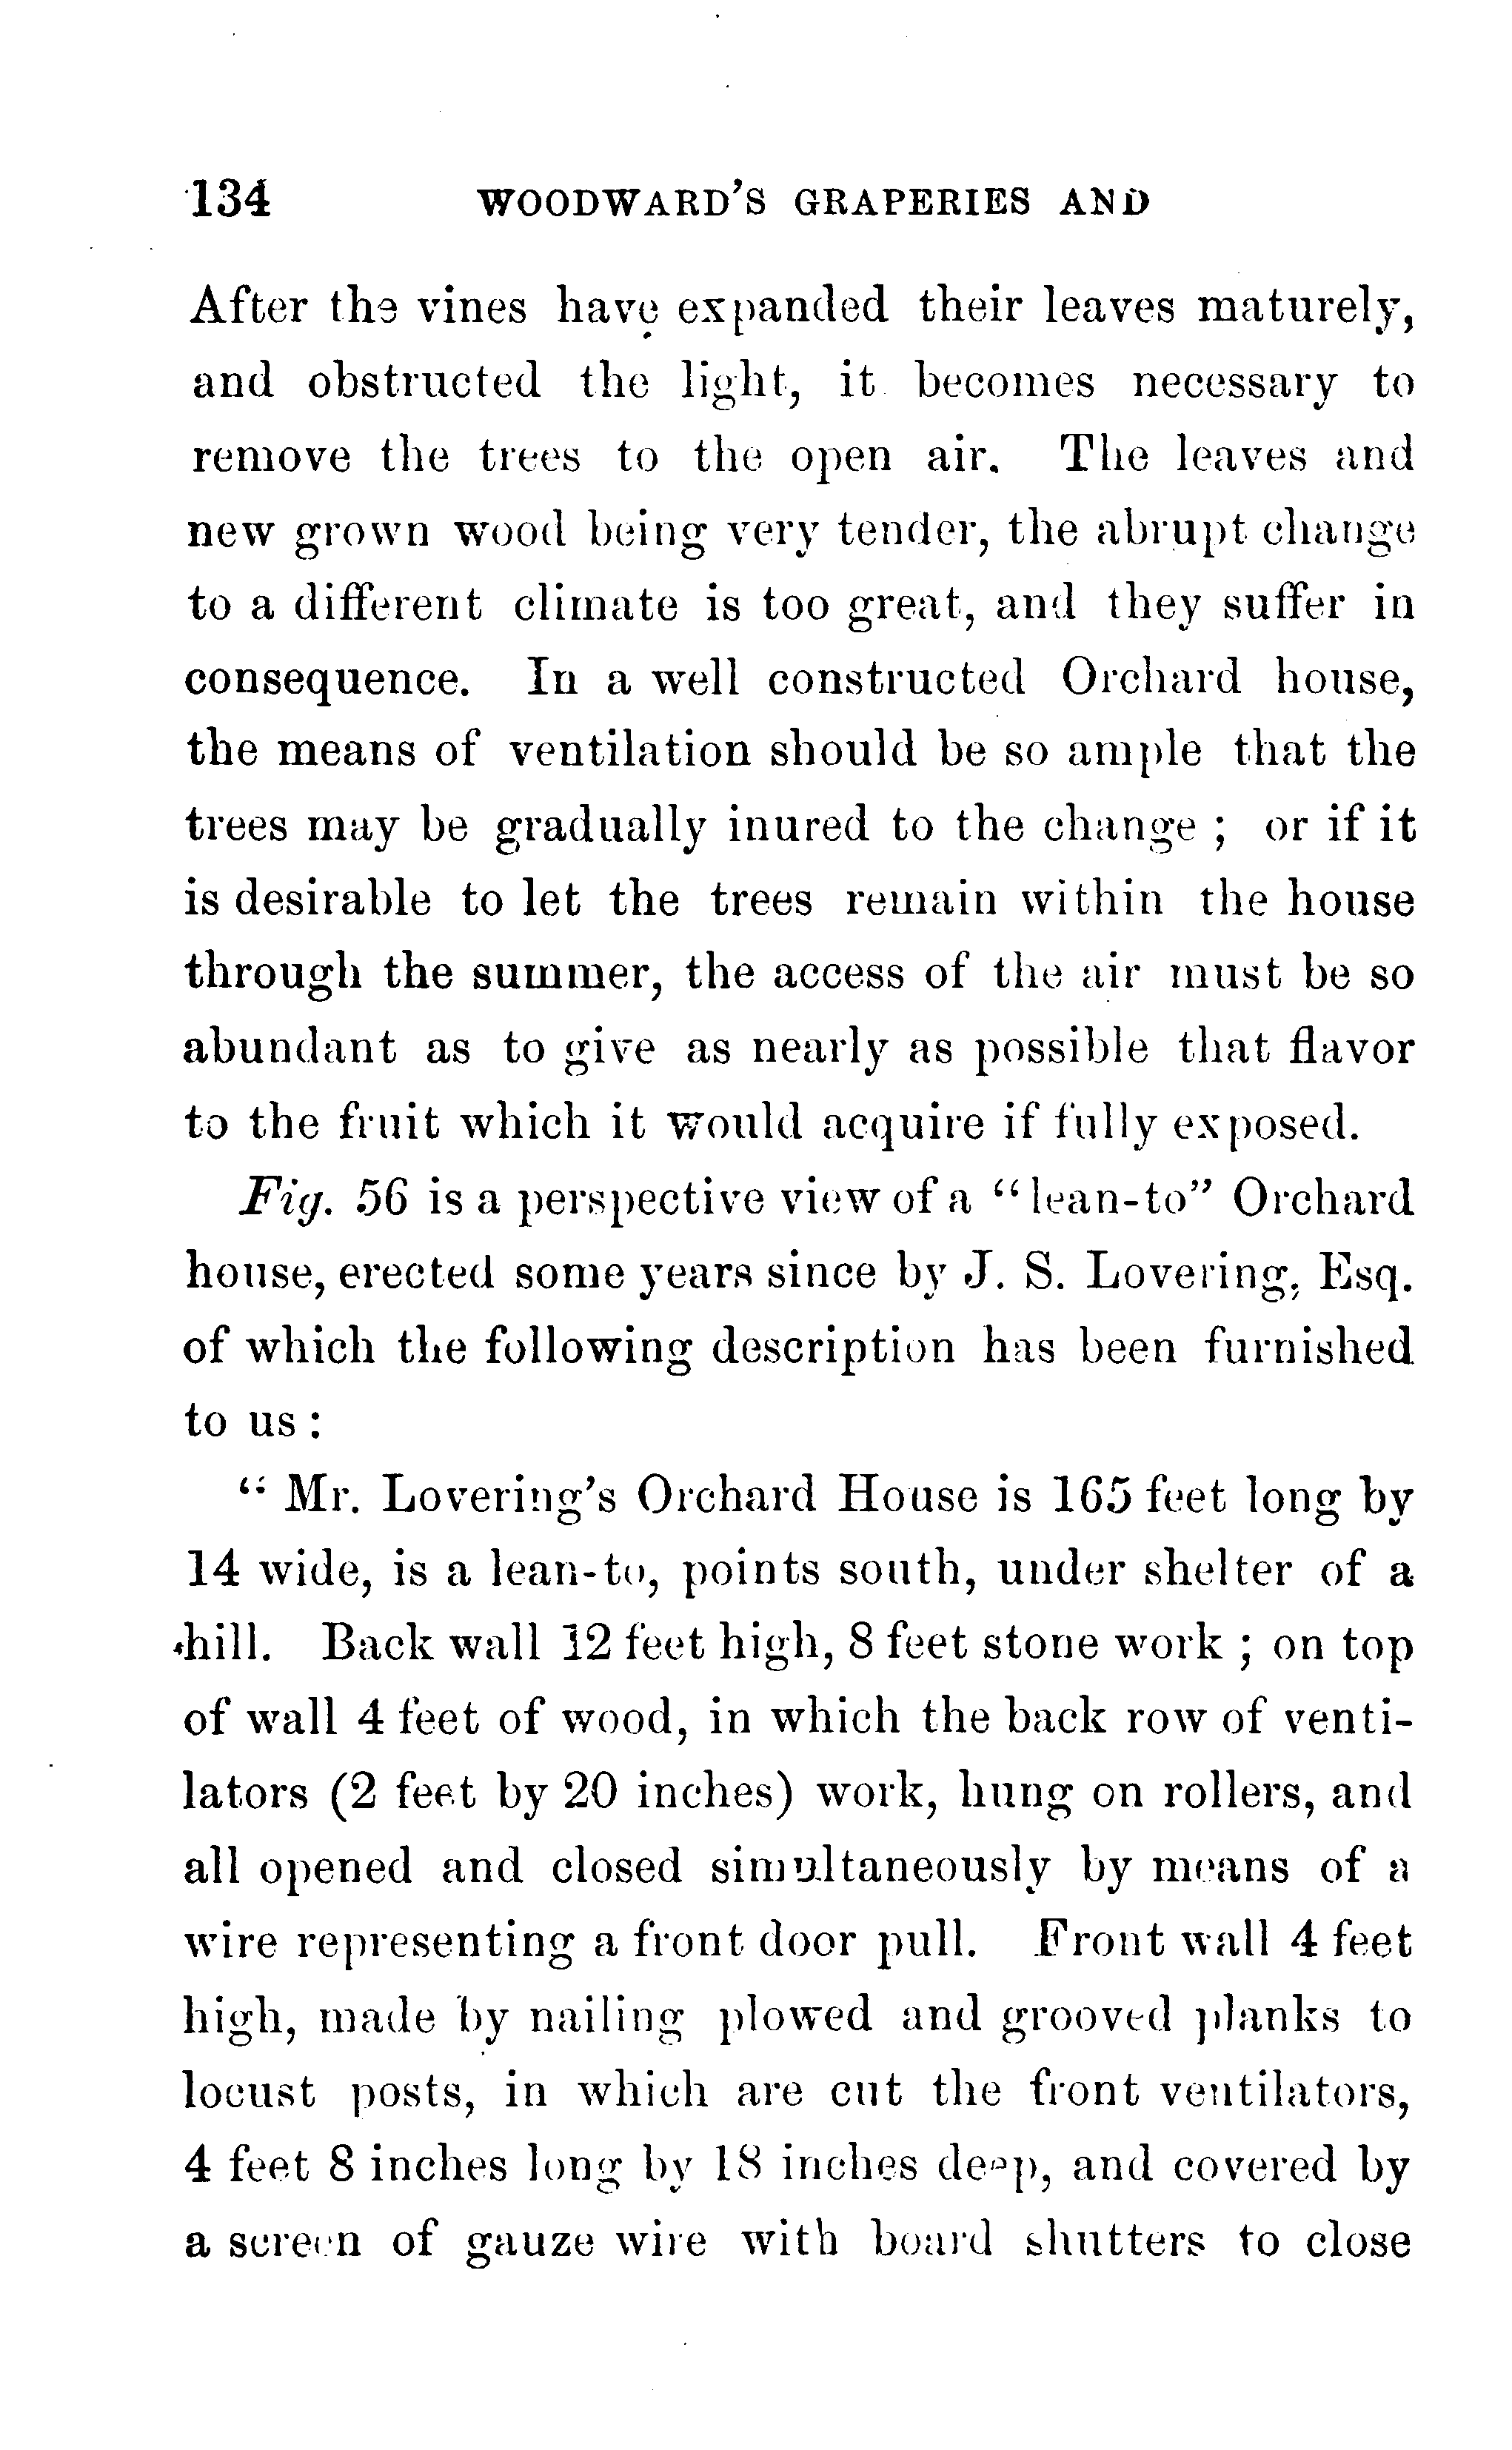 134 WOODWARD'S GRAPERIES AND
After the vines have expanded their leaves maturely,
and obstructed the light, it becomes necessary to
remove the trees to the open air. The leaves and
new grown wood being very tender, the abrupt change
to a different climate is too great, and they suffer in
consequence. In a well constructed Orchard house,
the means of ventilation should be so ample that the
trees may be gradually inured to the change ; or if it
is desirable to let the trees remain within the house
through the summer, the access of the air must be so
abundant as to give as nearly as possible that flavor
to the fruit which it would acquire if fully exposed.
Fig. 56 is a perspective view of a “lean-to” Orchard
house, erected some years since by J. S. Lovering, Esq.
of which the following description has been furnished
to us :
“ Mr. Lovering's Orchard House is 165 feet long by
14 wide, is a lean-to, points south, under shelter of a
hill. Back wall 12 feet high, 8 feet stone work ; on top
of wall 4 feet of wood, in which the back row of venti-
lators (2 feet by 20 inches) work, hung on rollers, and
all opened and closed simultaneously by means of a
wire representing a front door pull. Front wall 4 feet
high, made by nailing plowed and grooved planks to
locust posts, in which are cut the front ventilators,
4 feet 8 inches long by 18 inches deep, and covered by
a screen of gauze wire with board shutters to close